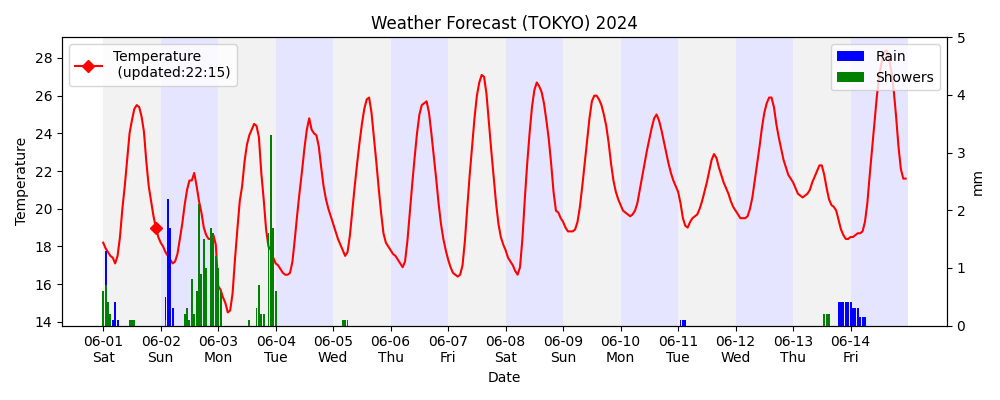 Weather Forecast (TOKYO) 2024
Temperature
(updated:22:15)
Rain
Showers
Temperature
28
26
24
22
20
18
16
14
5
4
3
2
1
0
mm
06-01 06-02 06-03 06-04 06-05 06-06 06-07 06-08 06-09 06-10 06-11 06-12 06-13 06-14
Sat Sun Mon Tue Wed Thu Fri Sat Sun Mon Tue Wed Thu Fri
Date